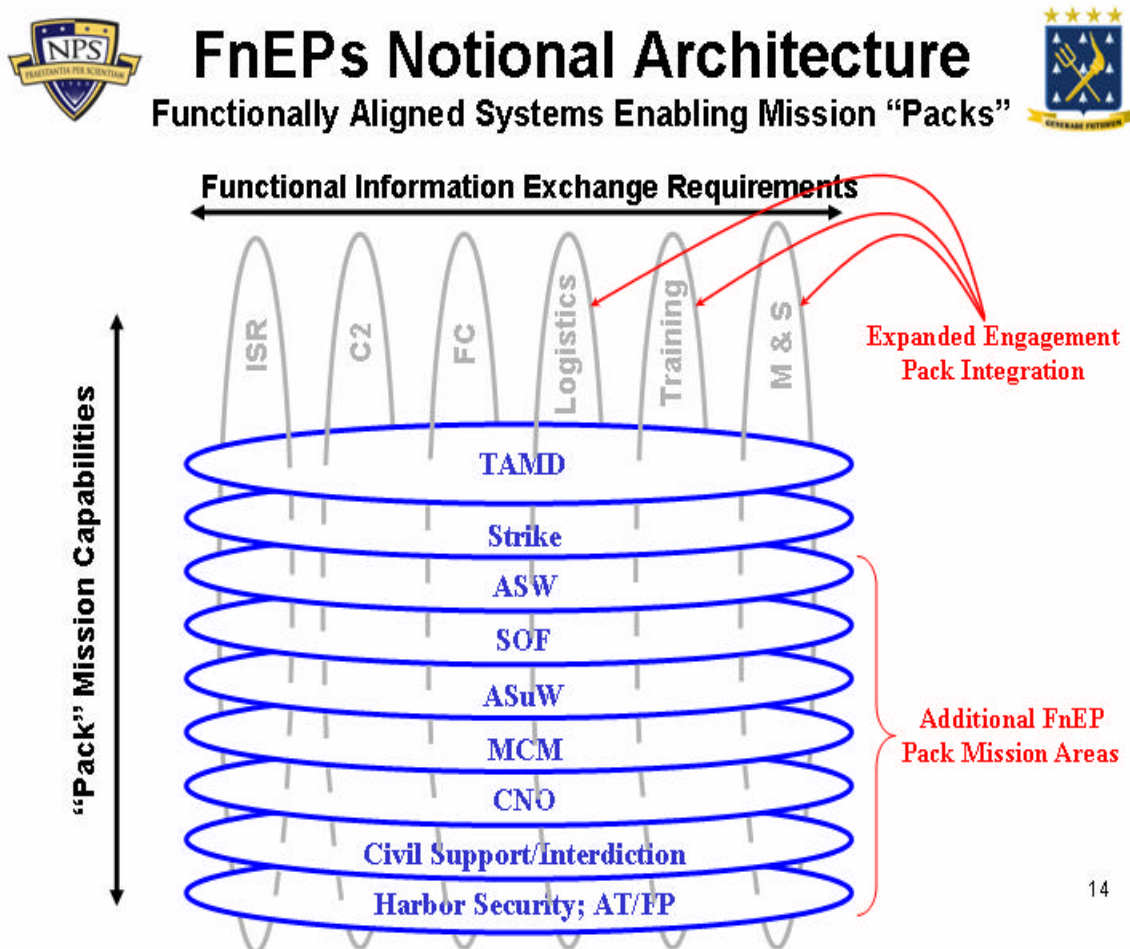 NPS
PRAESTANTIA PER SCIENTIAM
FnEPs Notional Architecture
Functionally Aligned Systems Enabling Mission “Packs”
GENERARE FUTURUM
Functional Information Exchange Requirements
ISR
C2
FC
Logistics
Training
M & S
Expanded Engagement
Pack Integration
“Pack” Mission Capabilities
TAMD
Strike
ASW
SOF
ASuW
MCM
CNO
Civil Support/Interdiction
Harbor Security; AT/FP
Additional FnEP
Pack Mission Areas
14